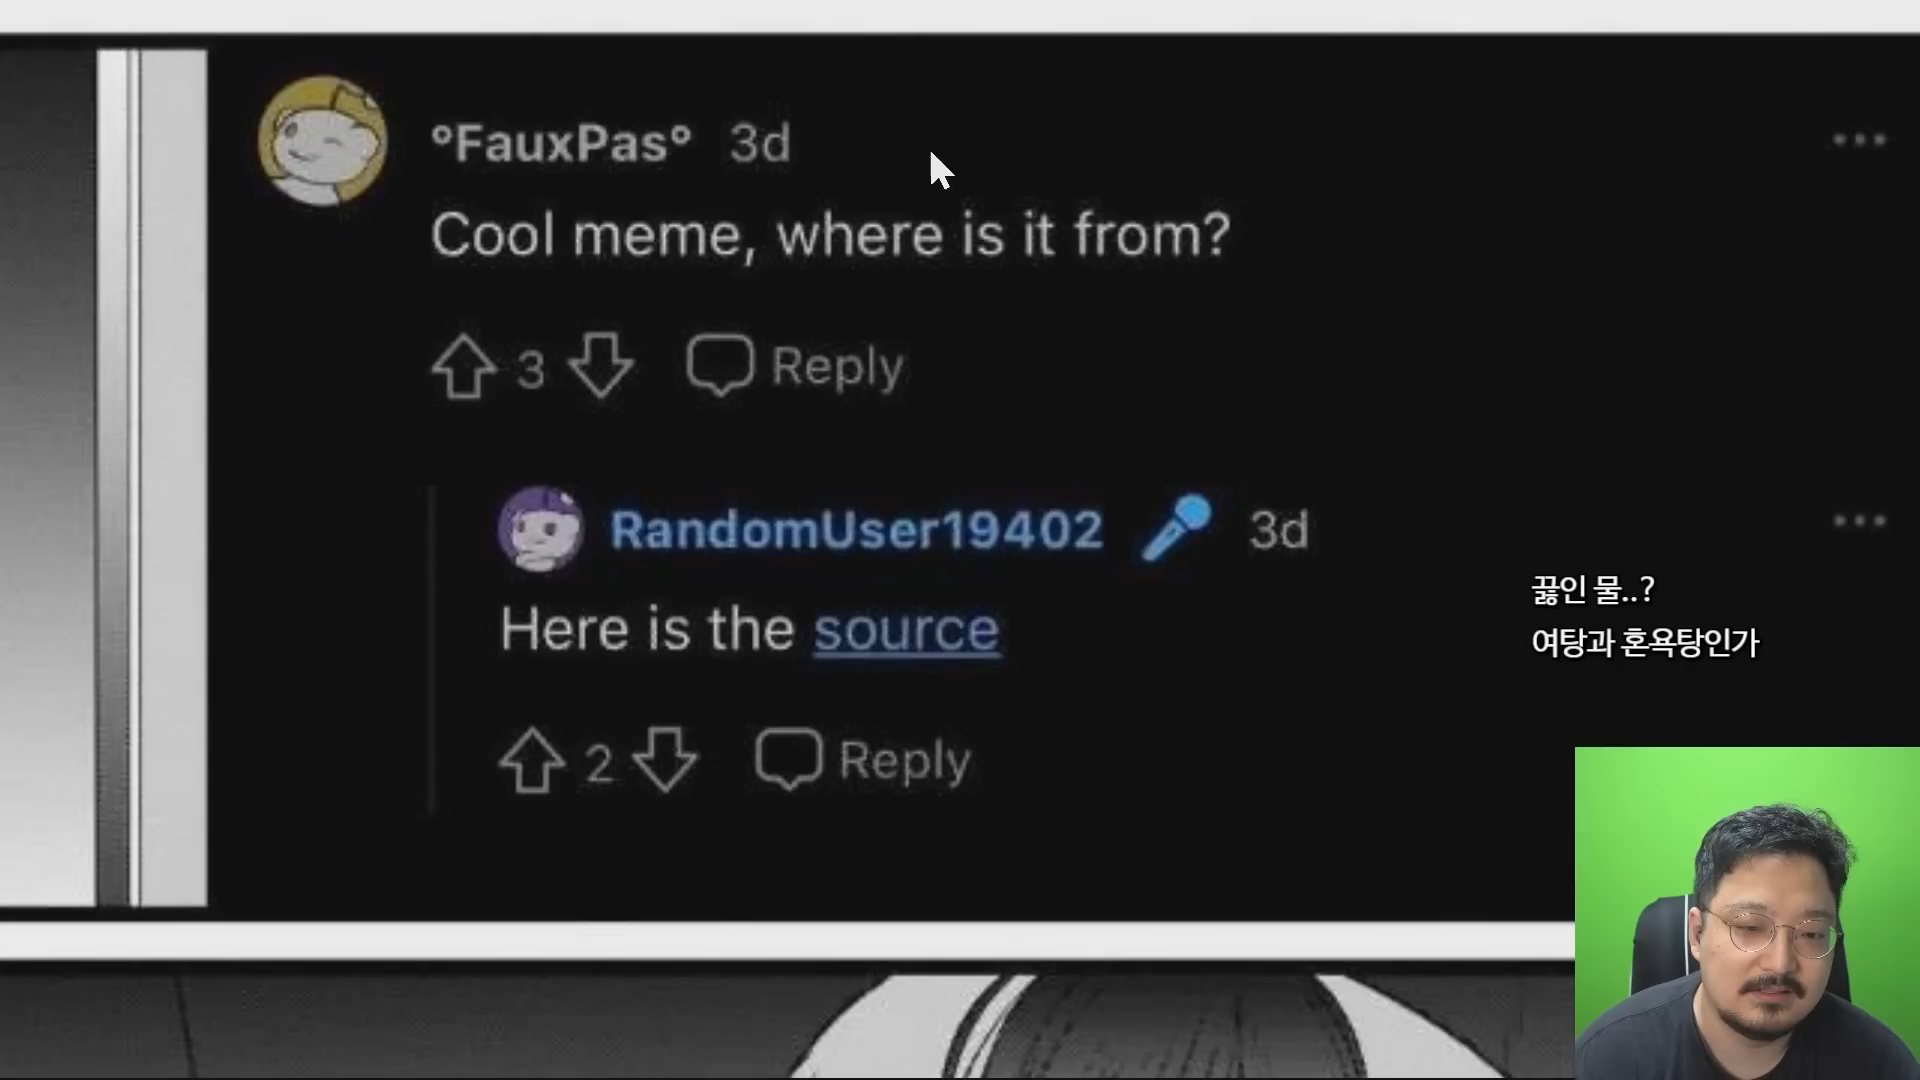 °FauxPas° 3d
Cool meme, where is it from?
3 Reply
RandomUser19402 3d
Here is the source
2 Reply
끓인 물..?
여탕과 혼욕탕인가